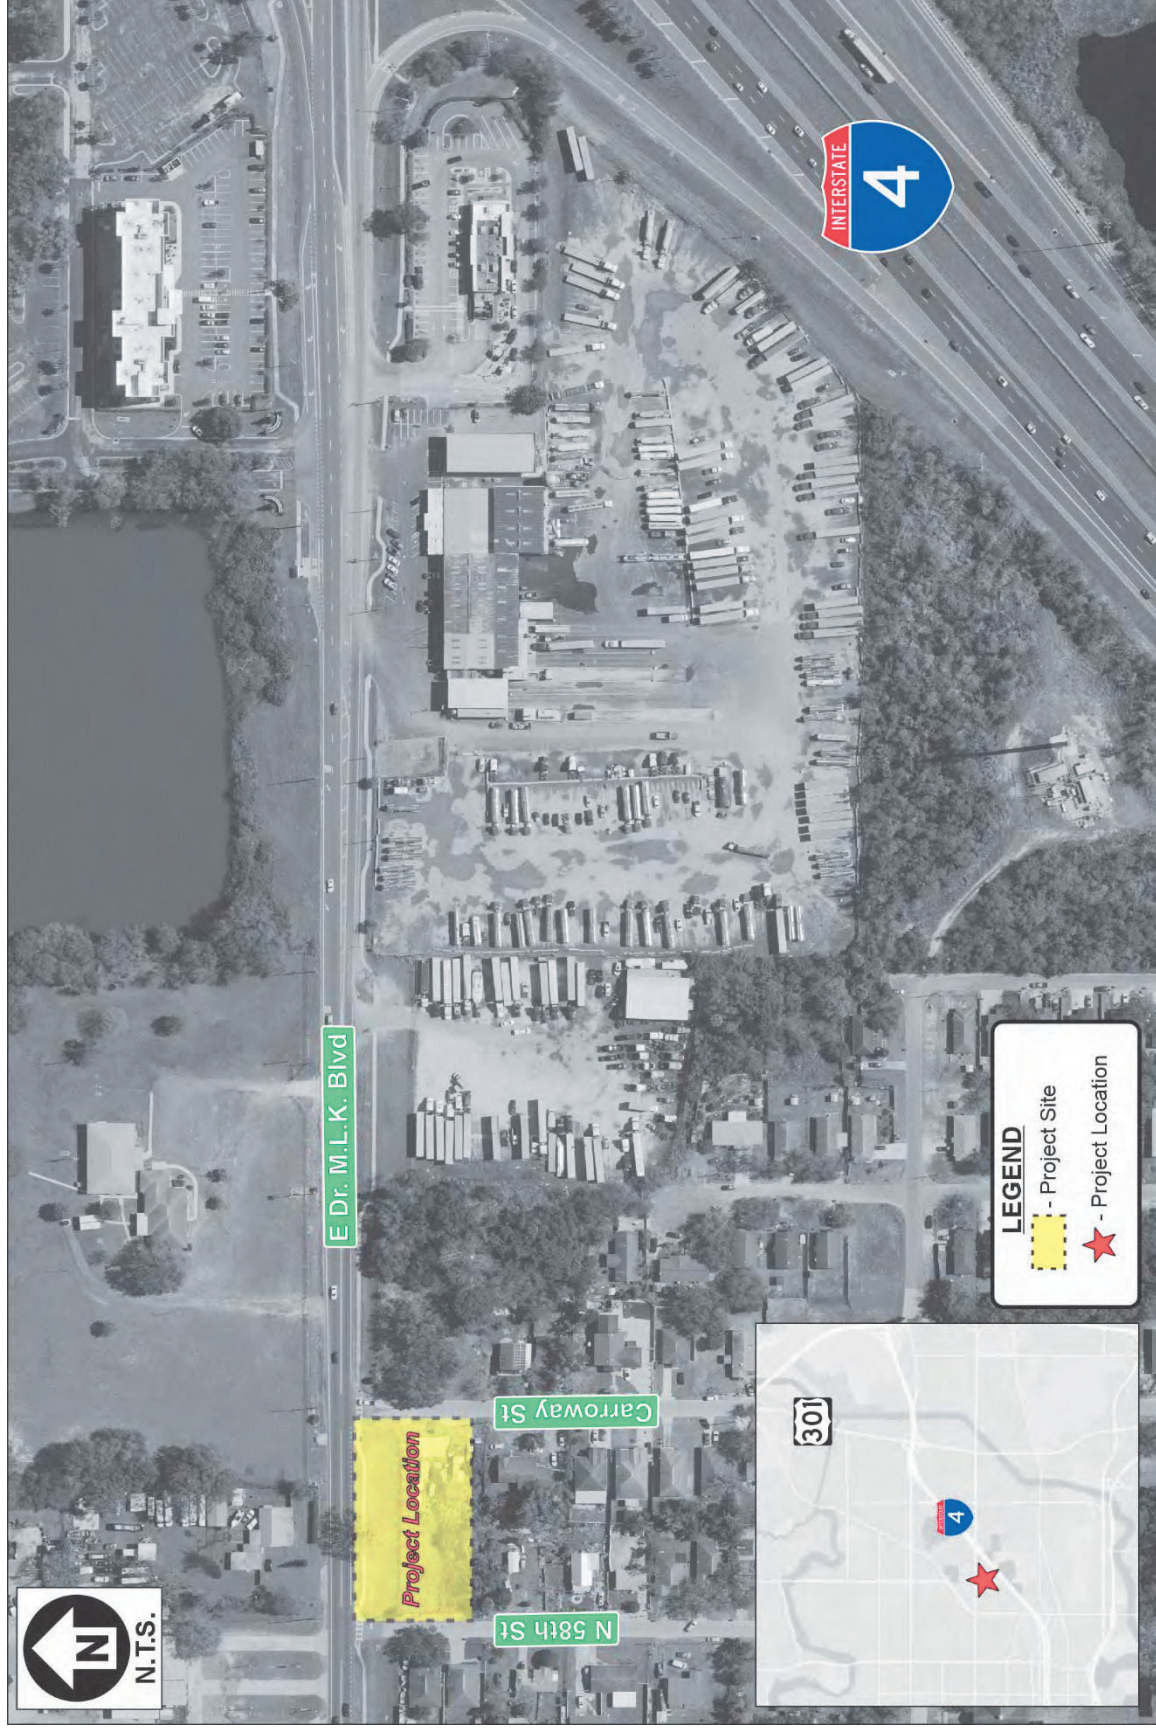 N
N.T.S.
E Dr. M.L.K. Blvd
INTERSTATE
4
Project Location
N 58th St
Carroway St
301
4
LEGEND
- Project Site
- Project Location